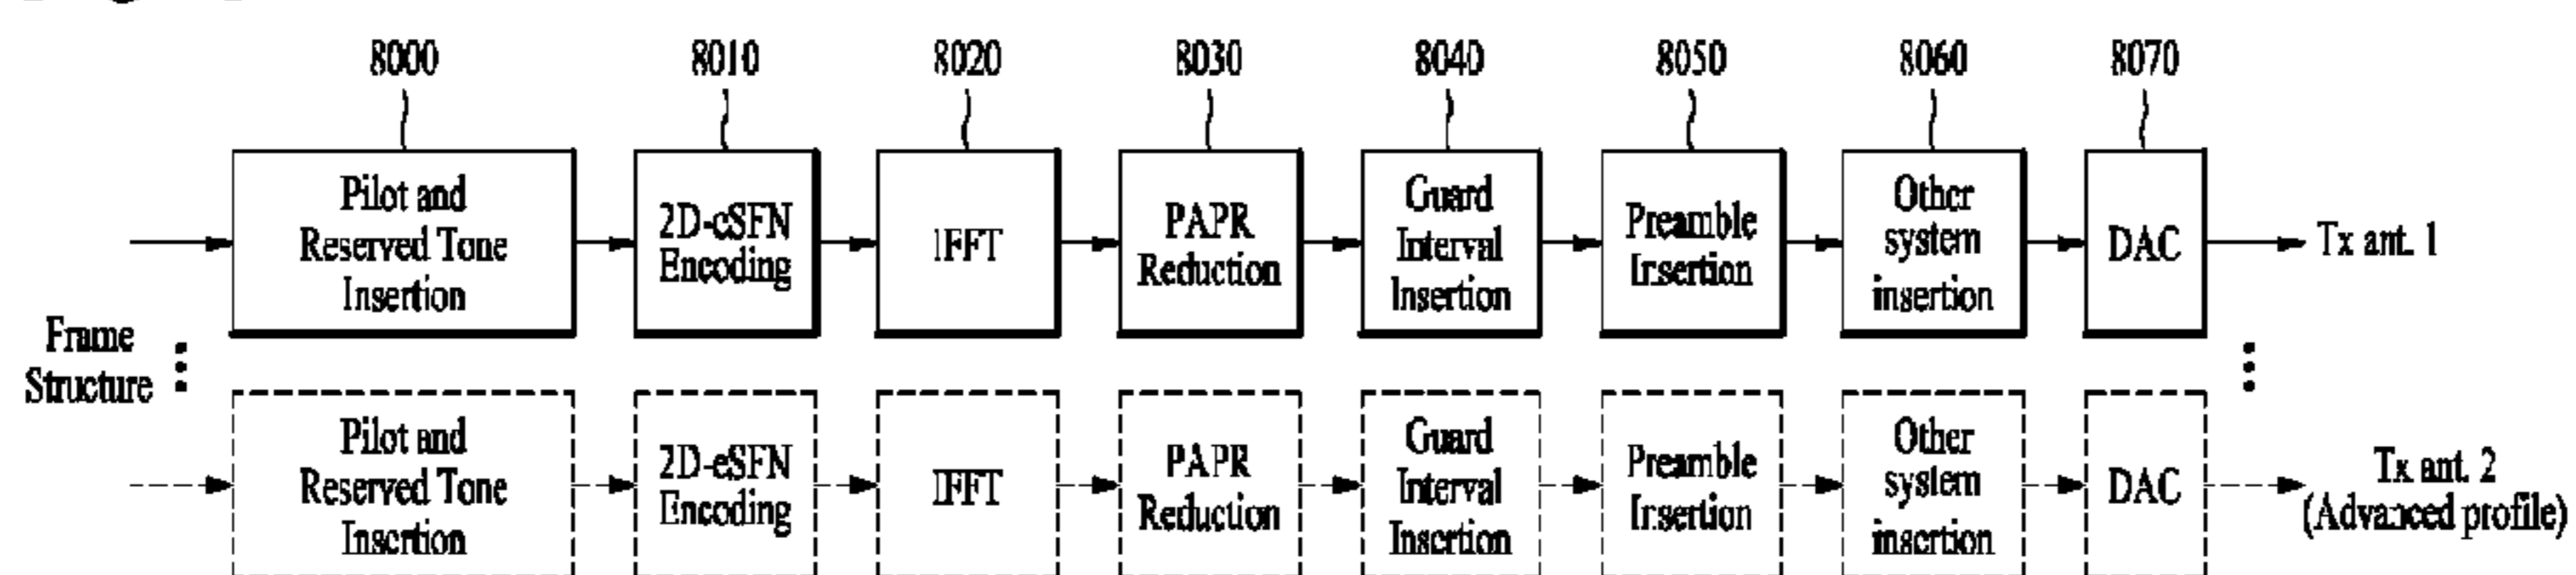 8000 8010 8020 8030 8040 8050 8060 8070
Pilot and
Reserved Tone
Insertion
2D-eSFN
Encoding
IFFT
PAPR
Reduction
Guard
Interval
Insertion
Preamble
Insertion
Other
system
insertion
DAC
Tx ant. 1
Frame
Structure
Pilot and
Reserved Tone
Insertion
2D-eSFN
Encoding
IFFT
PAPR
Reduction
Guard
Interval
Insertion
Preamble
Insertion
Other
system
insertion
DAC
Tx ant. 2
(Advanced profile)